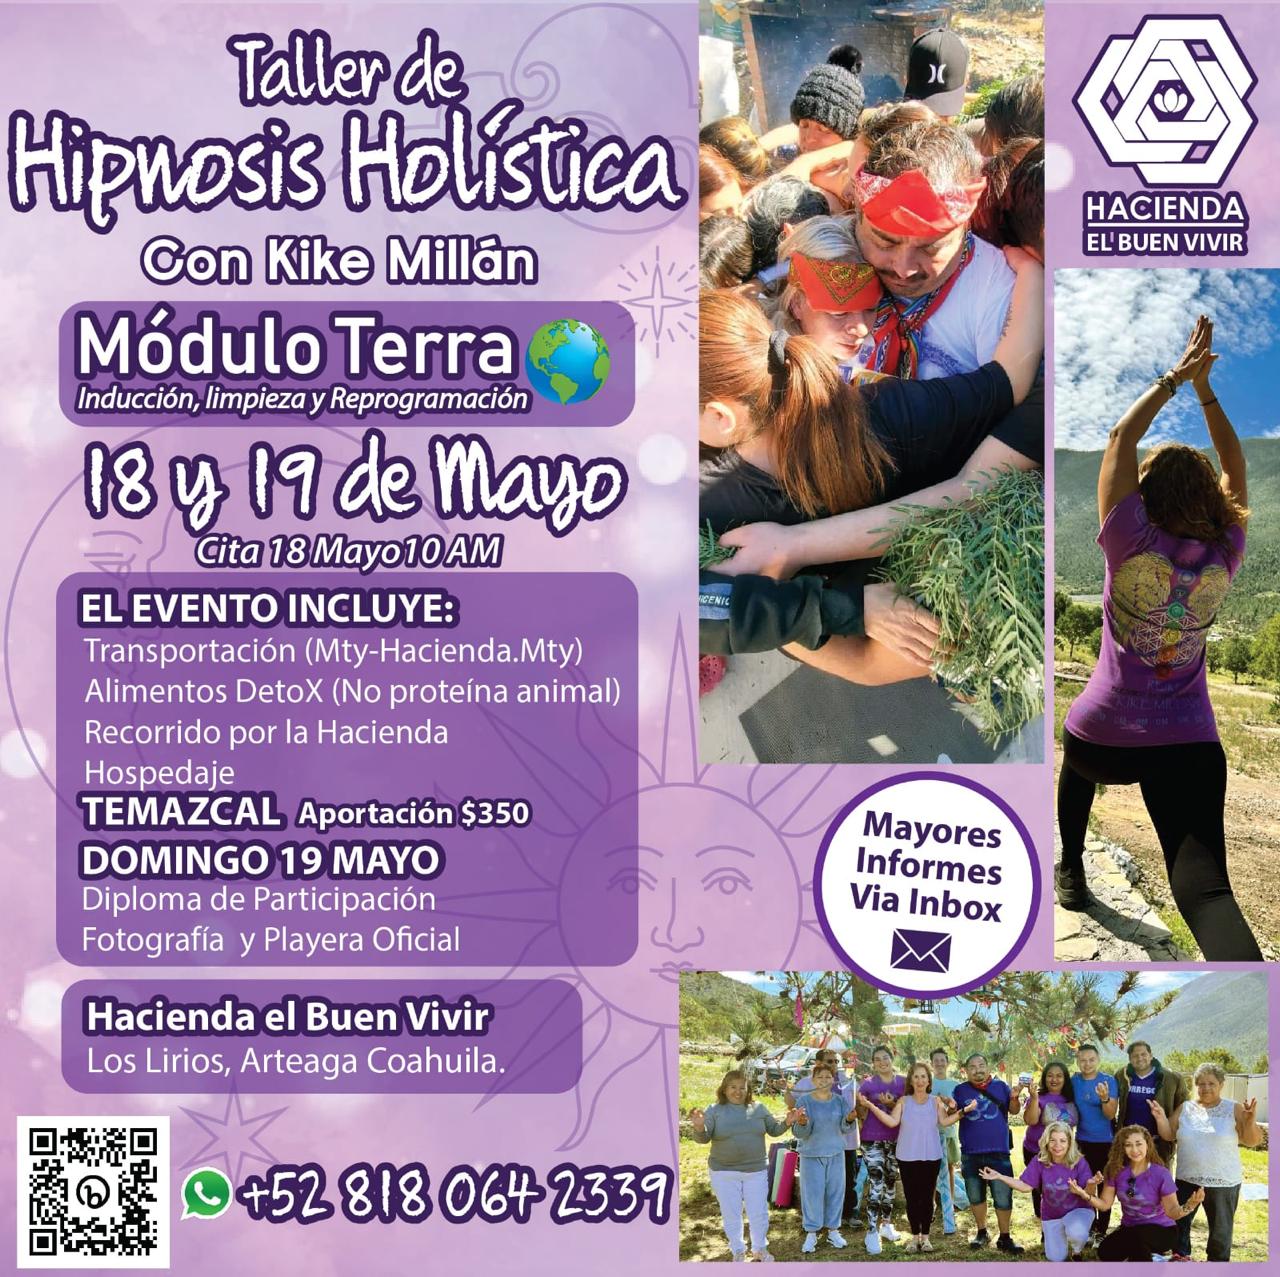 Taller de
Hipnosis Holística
Con Kike Millán
Módulo Terra
Inducción, limpieza y Reprogramación
18 y 19 de Mayo
Cita 18 Mayo10 AM
EL EVENTO INCLUYE:
Transportación (Mty-Hacienda.Mty)
Alimentos DetoX (No proteína animal)
Recorrido por la Hacienda
Hospedaje
TEMAZCAL Aportación $350
DOMINGO 19 MAYO
Diploma de Participación
Fotografía y Playera Oficial
Hacienda el Buen Vivir
Los Lirios, Arteaga Coahuila.
+52 818 064 2339
HACIENDA
EL BUEN VIVIR
Mayores
Informes
Via Inbox
REIKI
KIKE MILLAN